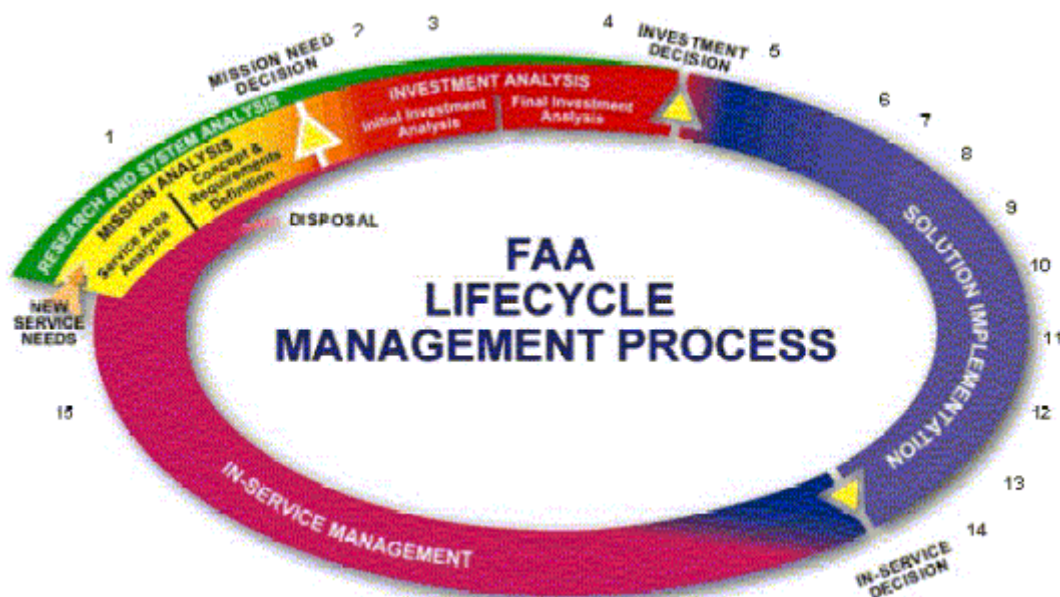 FAA
LIFECYCLE
MANAGEMENT PROCESS
NEW
SERVICE
NEEDS
RESEARCH AND SYSTEM ANALYSIS
MISSION ANALYSIS
Service Area
Analysis
Concept &
Requirements
Definition
MISSION NEED
DECISION
INVESTMENT ANALYSIS
Initial Investment
Analysis
Final Investment
Analysis
INVESTMENT
DECISION
SOLUTION IMPLEMENTATION
IN-SERVICE
DECISION
IN-SERVICE MANAGEMENT
DISPOSAL
1
2
3
4
5
6
7
8
9
10
11
12
13
14
15